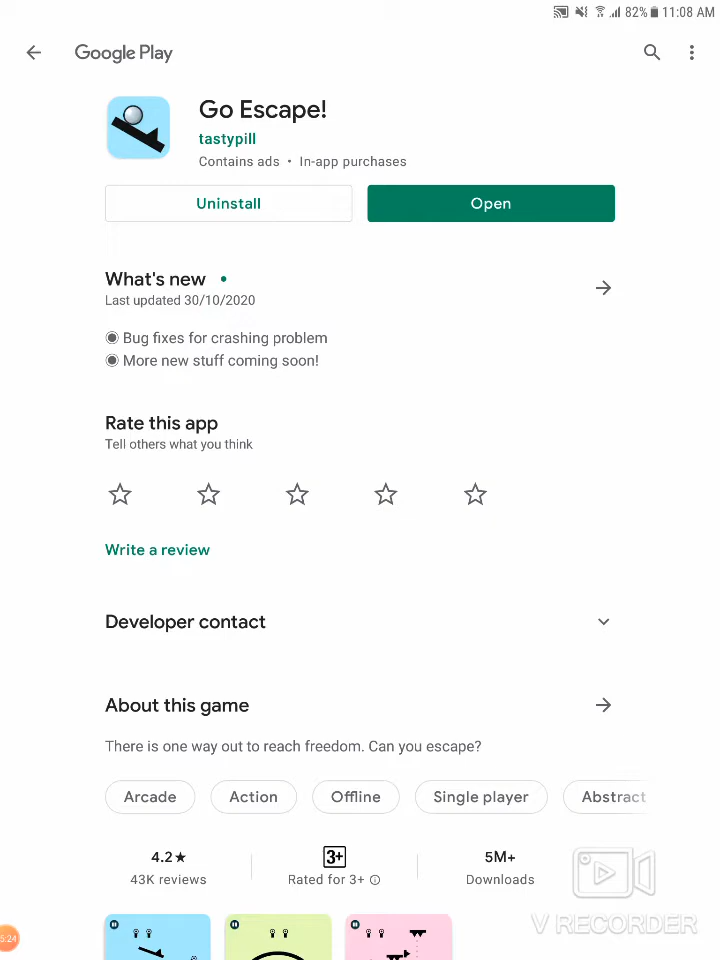 82% 11:08 AM
Google Play
Go Escape!
tastypill
Contains ads • In-app purchases
Uninstall
Open
What's new •
Last updated 30/10/2020
◉ Bug fixes for crashing problem
◉ More new stuff coming soon!
Rate this app
Tell others what you think
Write a review
Developer contact
About this game
There is one way out to reach freedom. Can you escape?
Arcade
Action
Offline
Single player
Abstract
4.2★
43K reviews
3+
Rated for 3+
5M+
Downloads
V RECORDER
5:24